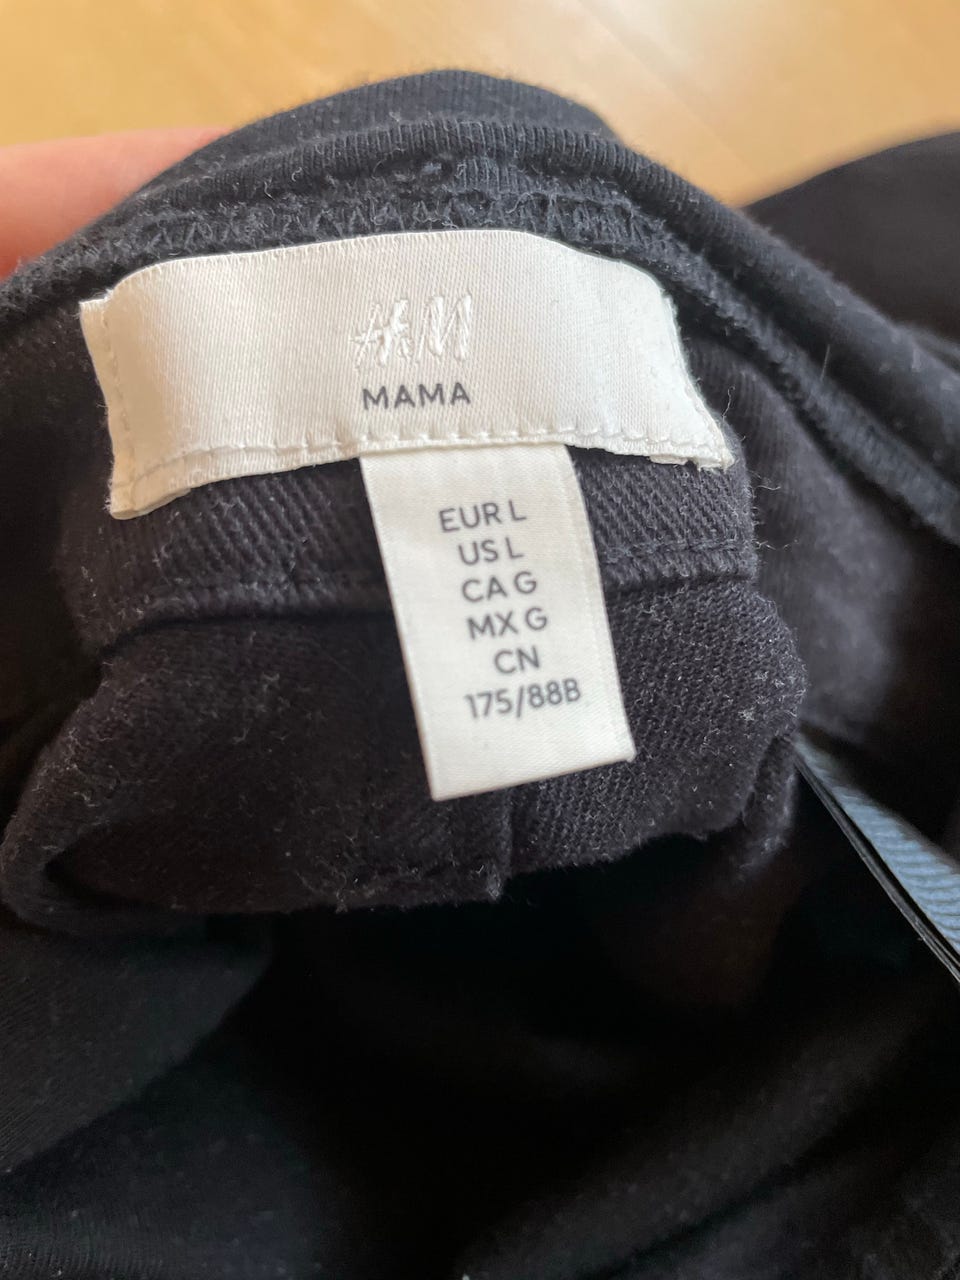 H&M
MAMA
EUR L
US L
CA G
MX G
CN
175/88B